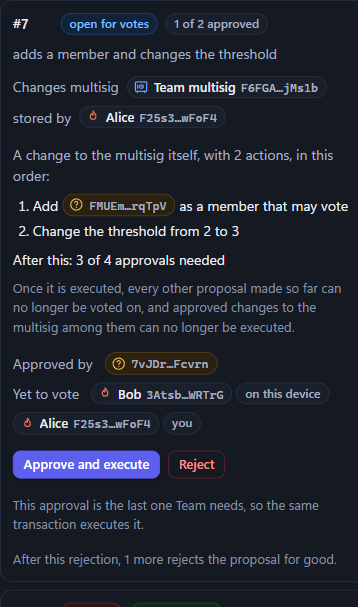 #7 open for votes 1 of 2 approved
adds a member and changes the threshold
Changes multisig Team multisig F6FGA…jMs1b
stored by Alice F25s3…wFoF4
A change to the multisig itself, with 2 actions, in this
order:
1. Add FMUEm…rqTpV as a member that may vote
2. Change the threshold from 2 to 3
After this: 3 of 4 approvals needed
Once it is executed, every other proposal made so far can
no longer be voted on, and approved changes to the
multisig among them can no longer be executed.
Approved by 7vJDr…Fcvrn
Yet to vote Bob 3Atsb…WRTrG on this device
Alice F25s3…wFoF4 you
Approve and execute Reject
This approval is the last one Team needs, so the same
transaction executes it.
After this rejection, 1 more rejects the proposal for good.